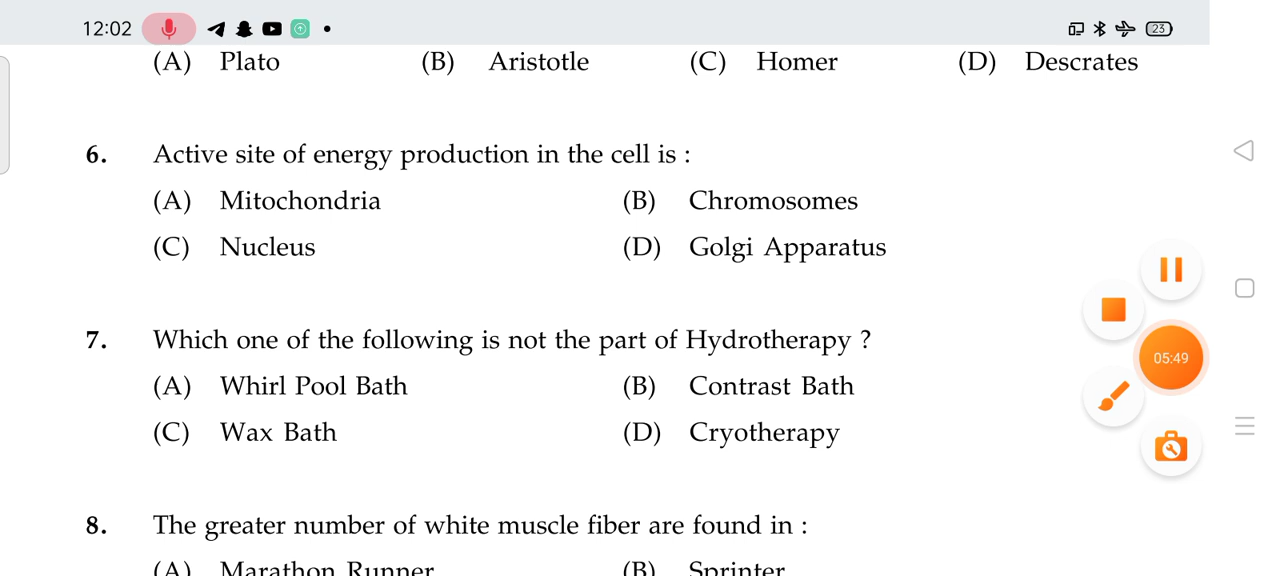 12:02 23
(A) Plato (B) Aristotle (C) Homer (D) Descrates
6. Active site of energy production in the cell is :
(A) Mitochondria (B) Chromosomes
(C) Nucleus (D) Golgi Apparatus
7. Which one of the following is not the part of Hydrotherapy ?
(A) Whirl Pool Bath (B) Contrast Bath
(C) Wax Bath (D) Cryotherapy
05:49
8. The greater number of white muscle fiber are found in :
(A) Marathon Runner (B) Sprinter